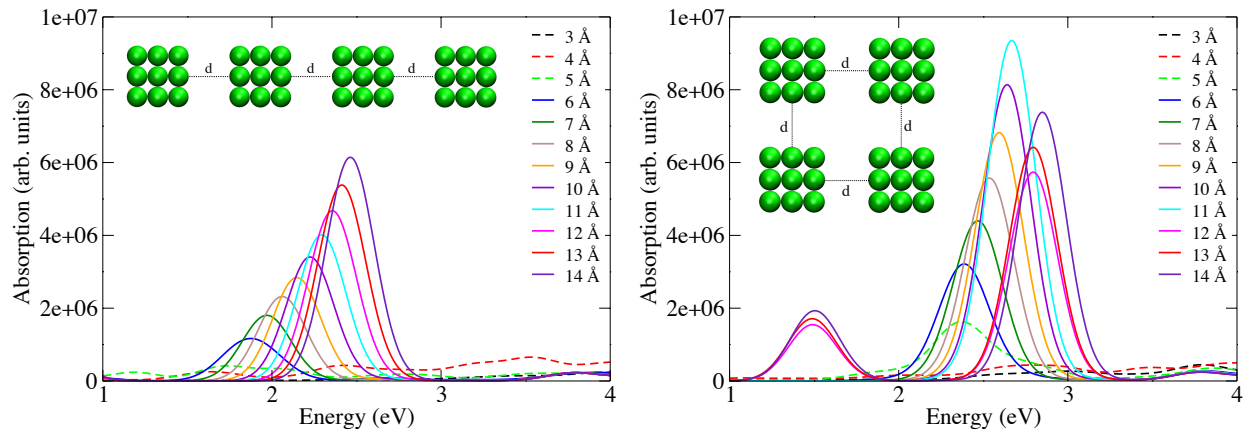 1e+07
8e+06
6e+06
4e+06
2e+06
0
Absorption (arb. units)
1
2
3
4
Energy (eV)
d
d
d
3 Å
4 Å
5 Å
6 Å
7 Å
8 Å
9 Å
10 Å
11 Å
12 Å
13 Å
14 Å
1e+07
8e+06
6e+06
4e+06
2e+06
0
Absorption (arb. units)
1
2
3
4
Energy (eV)
d
d
d
d
3 Å
4 Å
5 Å
6 Å
7 Å
8 Å
9 Å
10 Å
11 Å
12 Å
13 Å
14 Å